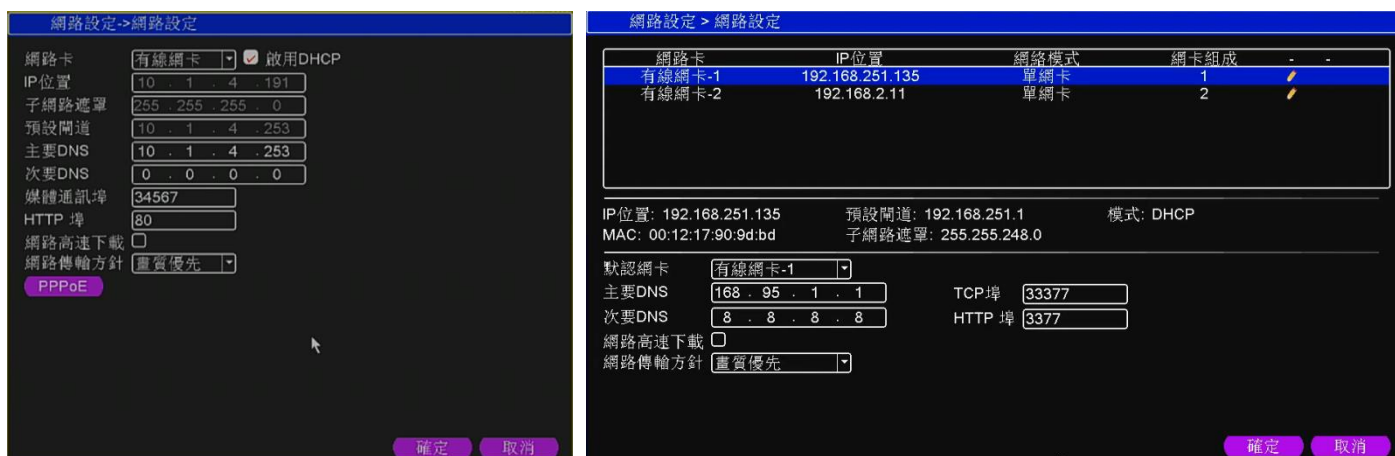 網路設定->網路設定
網路卡 有線網卡 啟用DHCP
IP位置 10 . 1 . 4 .191
子網路遮罩 255 .255 .255 . 0
預設閘道 10 . 1 . 4 .253
主要DNS 10 . 1 . 4 .253
次要DNS 0 . 0 . 0 . 0
媒體通訊埠 34567
HTTP 埠 80
網路高速下載
網路傳輸方針 畫質優先
PPPoE
確定 取消
網路設定 > 網路設定
網路卡 IP位置 網絡模式 網卡組成 - -
有線網卡-1 192.168.251.135 單網卡 1
有線網卡-2 192.168.2.11 單網卡 2
IP位置: 192.168.251.135 預設閘道: 192.168.251.1 模式: DHCP
MAC: 00:12:17:90:9d:bd 子網路遮罩: 255.255.248.0
默認網卡 有線網卡-1
主要DNS 168 . 95 . 1 . 1 TCP埠 33377
次要DNS 8 . 8 . 8 . 8 HTTP 埠 3377
網路高速下載
網路傳輸方針 畫質優先
確定 取消